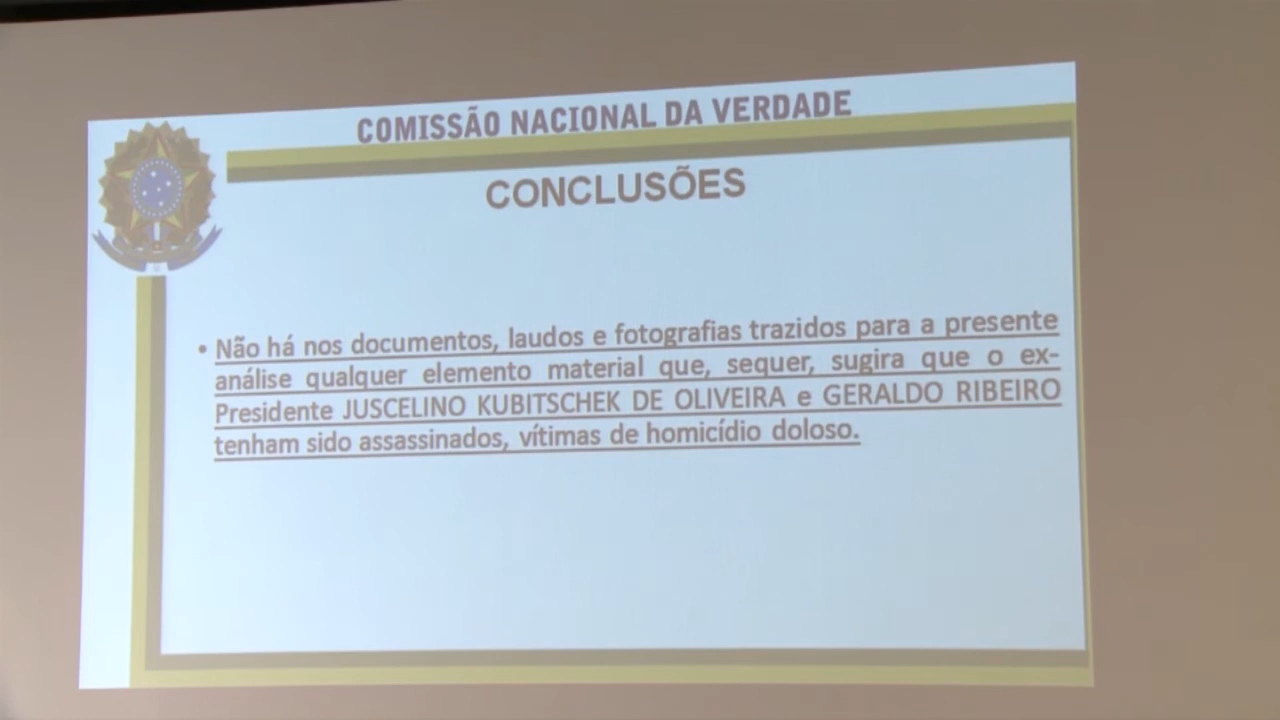 COMISSÃO NACIONAL DA VERDADE
CONCLUSÕES
• Não há nos documentos, laudos e fotografias trazidos para a presente
análise qualquer elemento material que, sequer, sugira que o ex-
Presidente JUSCELINO KUBITSCHEK DE OLIVEIRA e GERALDO RIBEIRO
tenham sido assassinados, vítimas de homicídio doloso.